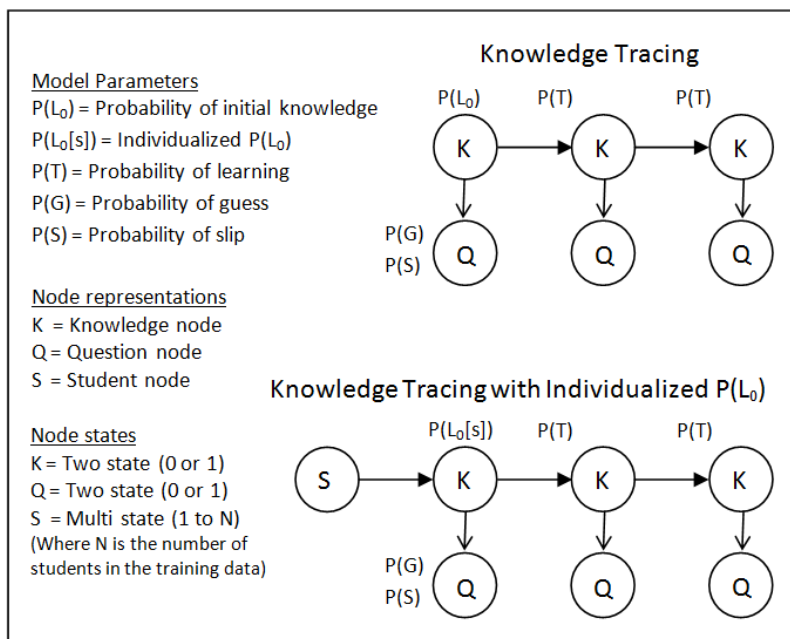 Model Parameters
P(L₀) = Probability of initial knowledge
P(L₀[s]) = Individualized P(L₀)
P(T) = Probability of learning
P(G) = Probability of guess
P(S) = Probability of slip
Node representations
K = Knowledge node
Q = Question node
S = Student node
Node states
K = Two state (0 or 1)
Q = Two state (0 or 1)
S = Multi state (1 to N)
(Where N is the number of
students in the training data)
Knowledge Tracing
P(L₀) P(T) P(T)
K K K
P(G)
P(S)
Q Q Q
Knowledge Tracing with Individualized P(L₀)
P(L₀[s]) P(T) P(T)
S K K K
P(G)
P(S)
Q Q Q